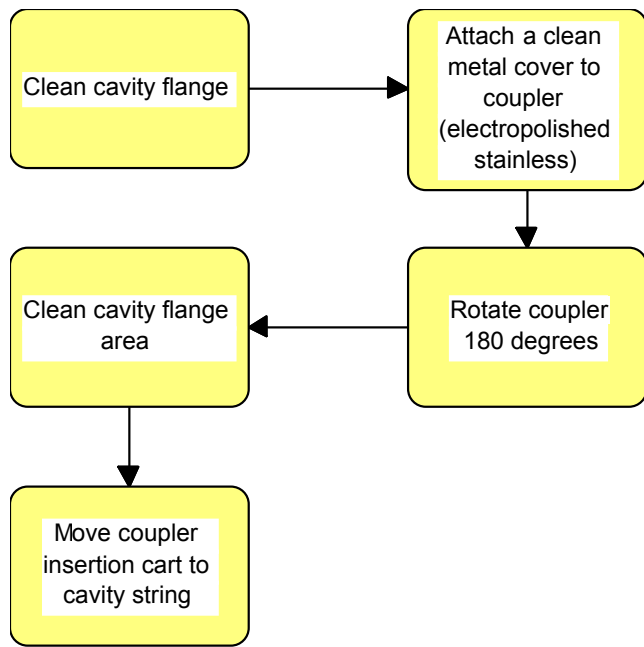 Clean cavity flange
Attach a clean
metal cover to
coupler
(electropolished
stainless)
Rotate coupler
180 degrees
Clean cavity flange
area
Move coupler
insertion cart to
cavity string